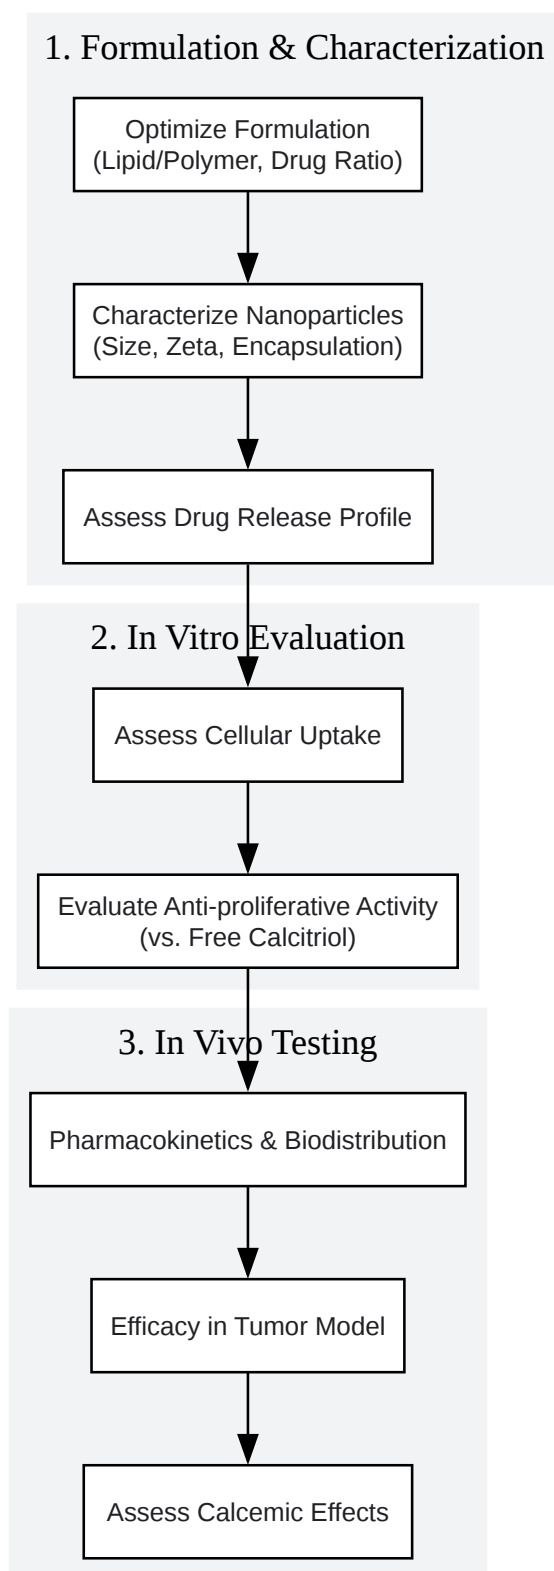 1. Formulation & Characterization
Optimize Formulation
(Lipid/Polymer, Drug Ratio)
Characterize Nanoparticles
(Size, Zeta, Encapsulation)
Assess Drug Release Profile
2. In Vitro Evaluation
Assess Cellular Uptake
Evaluate Anti-proliferative Activity
(vs. Free Calcitriol)
3. In Vivo Testing
Pharmacokinetics & Biodistribution
Efficacy in Tumor Model
Assess Calcemic Effects